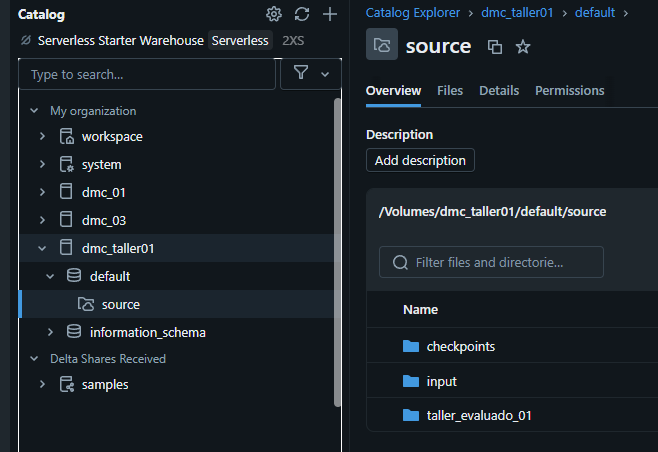 Catalog
Serverless Starter Warehouse Serverless 2XS
Type to search...
My organization
workspace
system
dmc_01
dmc_03
dmc_taller01
default
source
information_schema
Delta Shares Received
samples
Catalog Explorer > dmc_taller01 > default >
source
Overview Files Details Permissions
Description
Add description
/Volumes/dmc_taller01/default/source
Filter files and directorie...
Name
checkpoints
input
taller_evaluado_01